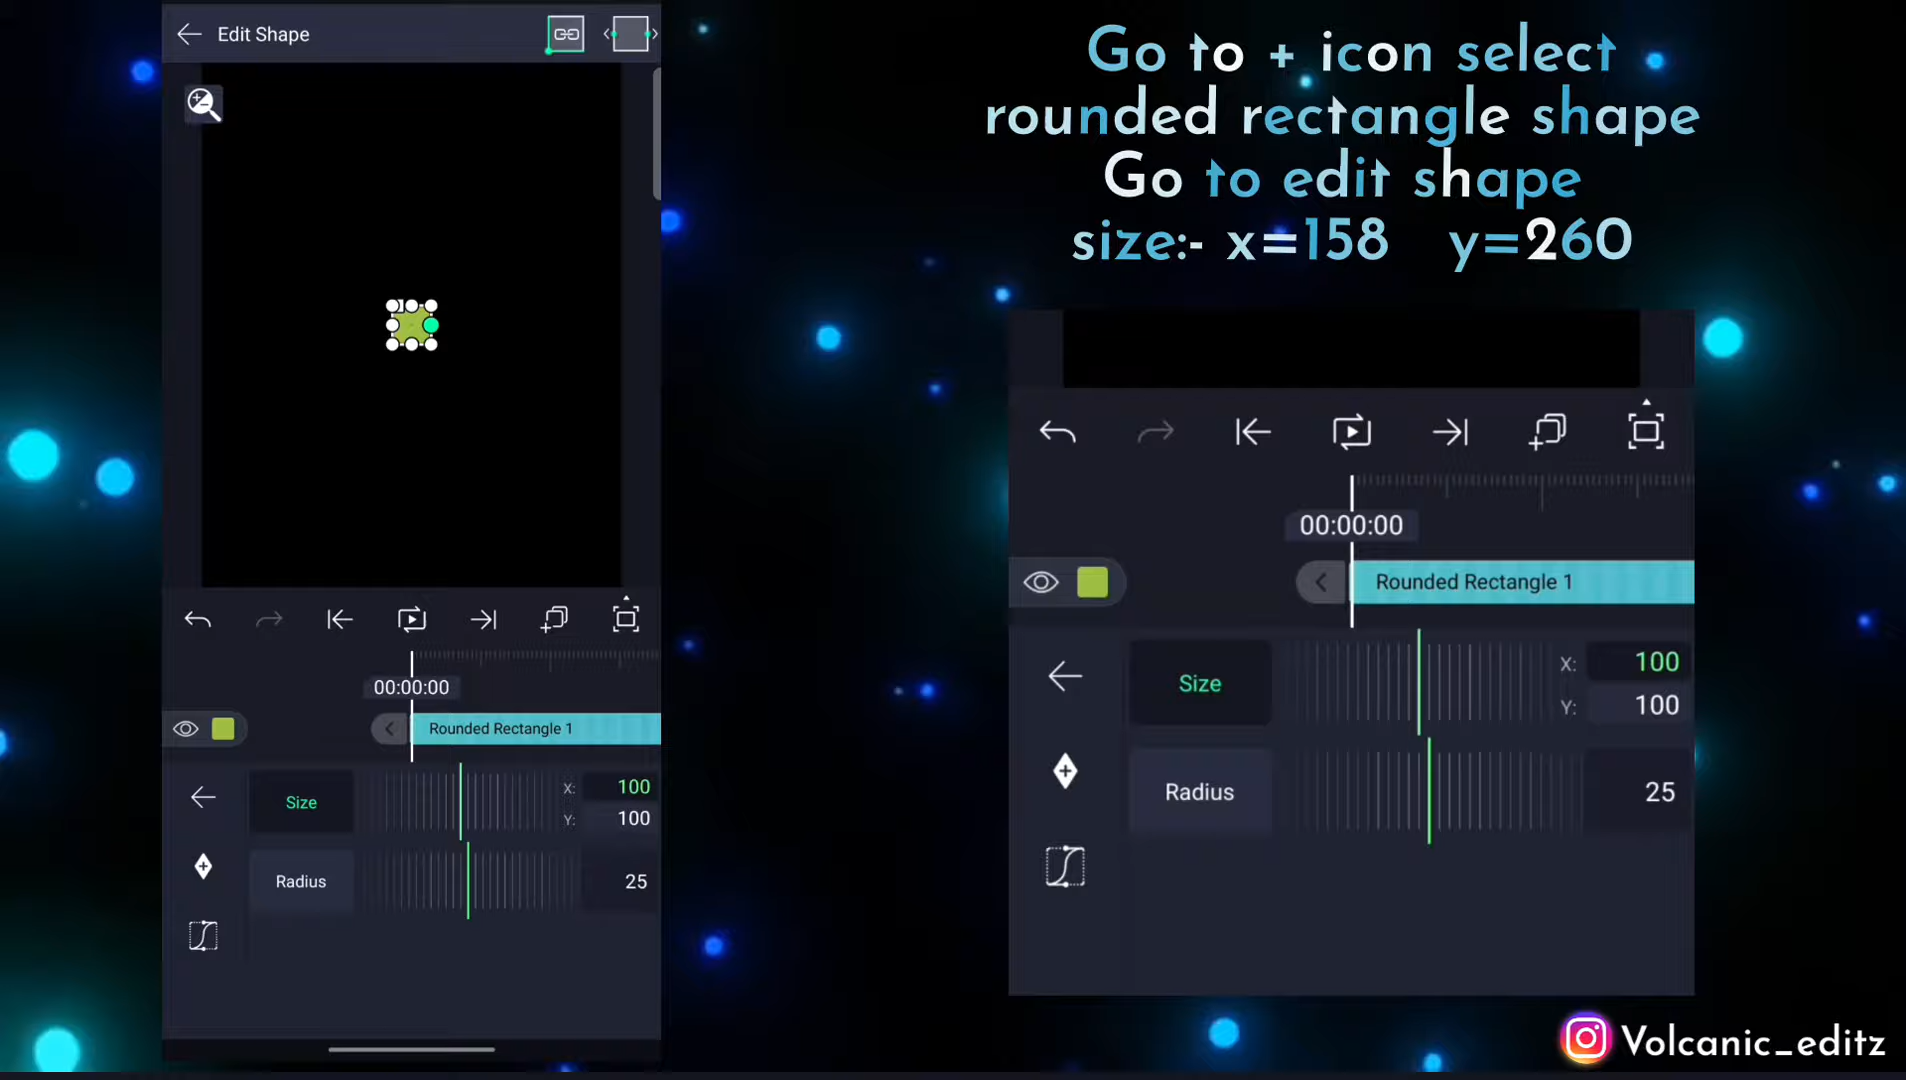 Edit Shape
Go to + icon select
rounded rectangle shape
Go to edit shape
size:- x=158 y=260
00:00:00
Rounded Rectangle 1
Size
X: 100
Y: 100
Radius
25
00:00:00
Rounded Rectangle 1
Size
X: 100
Y: 100
Radius
25
Volcanic_editz